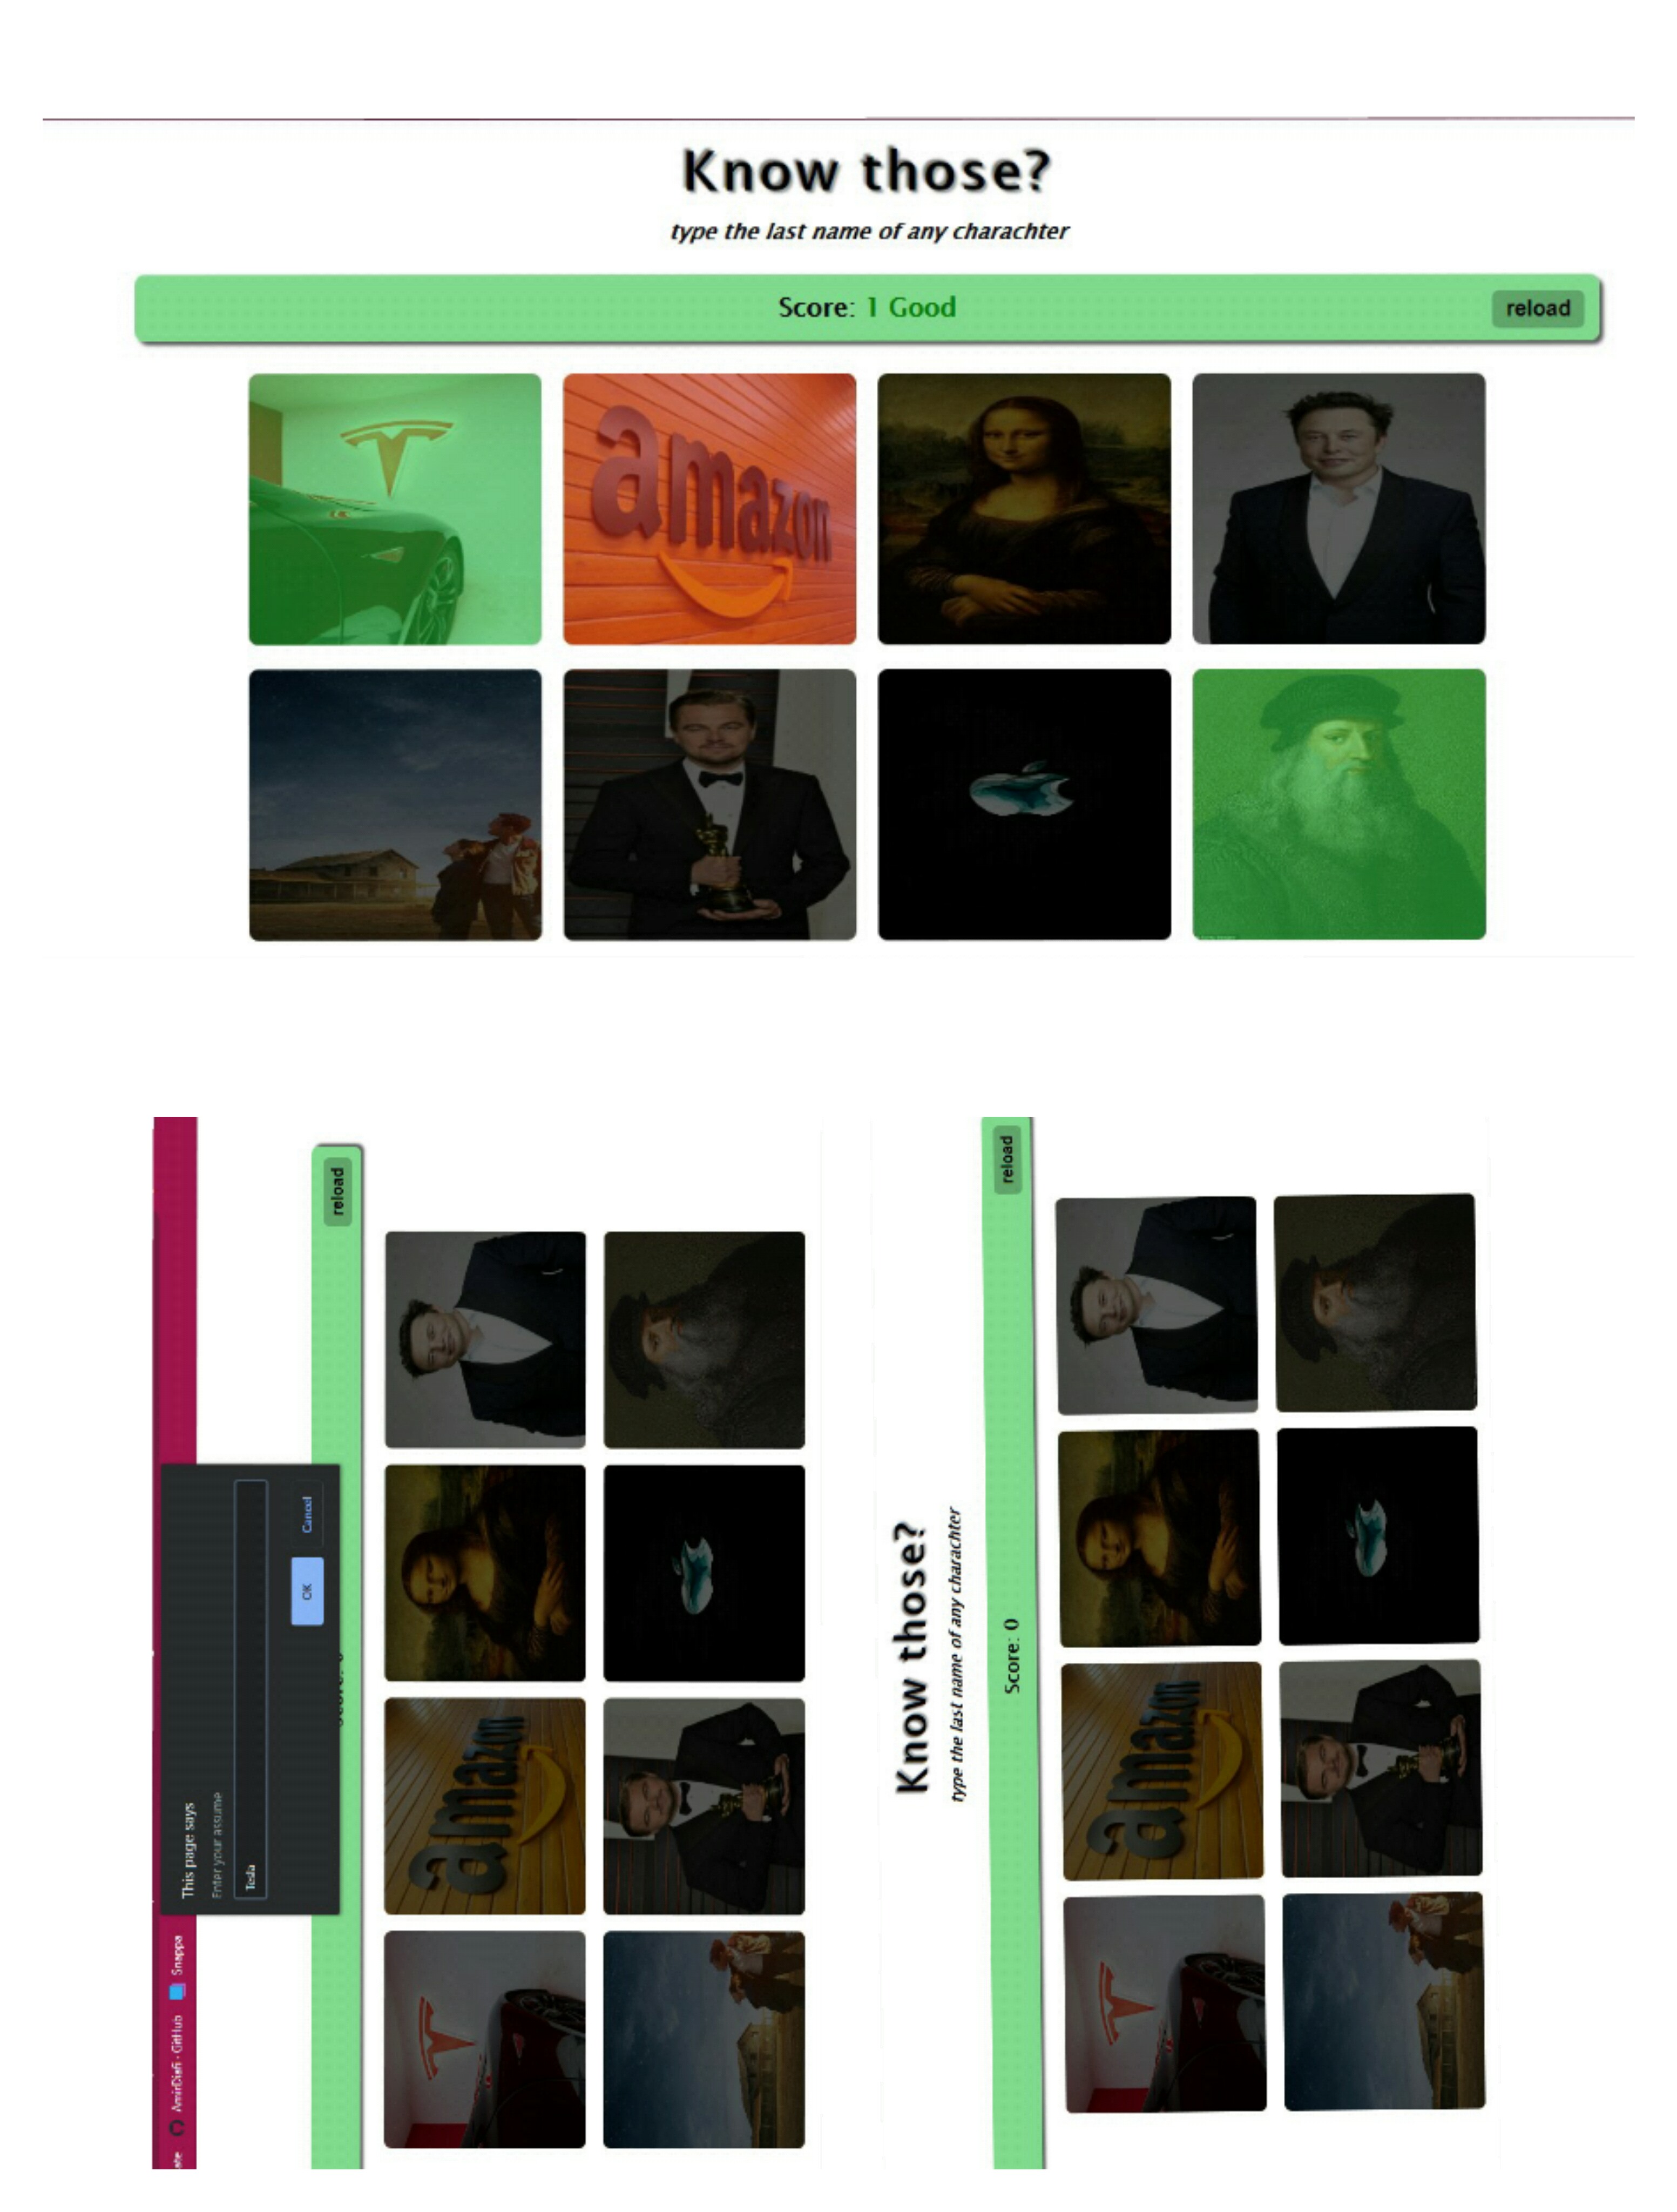 Know those?
type the last name of any charachter
Score: 1 Good
reload
amazon
This page says
Enter your assume
Tesla
OK
Cancel
ate
AmirDiafi - GitHub
Snappa
reload
amazon
Know those?
type the last name of any charachter
Score: 0
reload
amazon